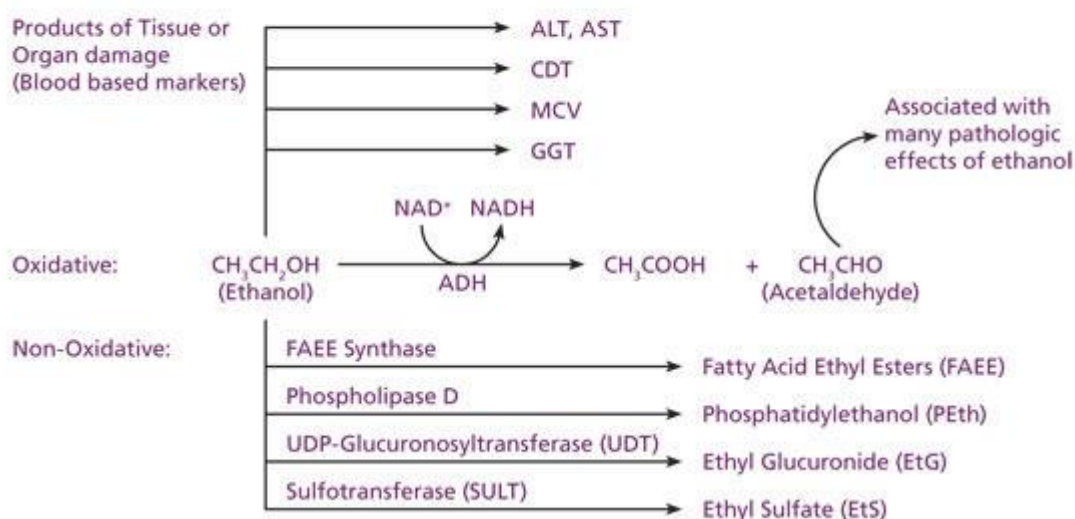 Products of Tissue or
Organ damage
(Blood based markers)
ALT, AST
CDT
MCV
GGT
Associated with
many pathologic
effects of ethanol
NAD⁺ NADH
Oxidative: CH₃CH₂OH
(Ethanol)
ADH
CH₃COOH + CH₃CHO
(Acetaldehyde)
Non-Oxidative:
FAEE Synthase
Fatty Acid Ethyl Esters (FAEE)
Phospholipase D
Phosphatidylethanol (PEth)
UDP-Glucuronosyltransferase (UDT)
Ethyl Glucuronide (EtG)
Sulfotransferase (SULT)
Ethyl Sulfate (EtS)